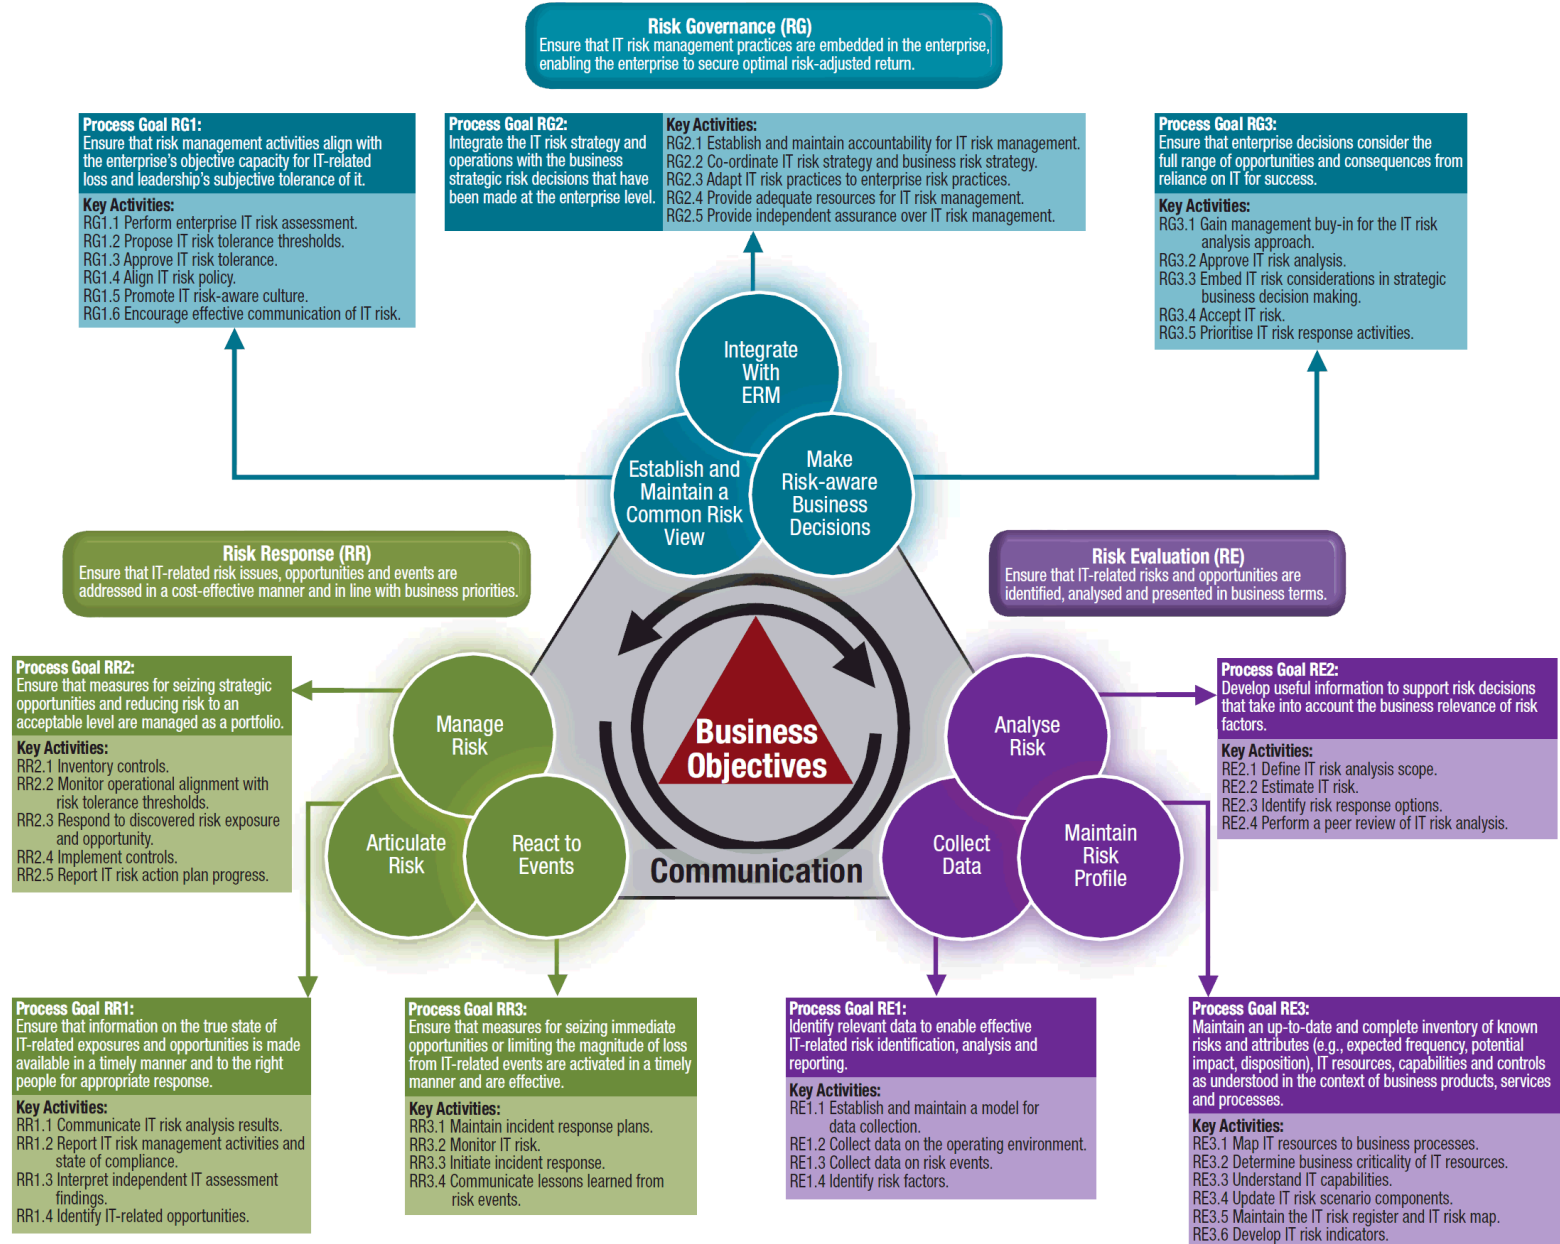 Risk Governance (RG)
Ensure that IT risk management practices are embedded in the enterprise,
enabling the enterprise to secure optimal risk-adjusted return.
Process Goal RG1:
Ensure that risk management activities align with
the enterprise's objective capacity for IT-related
loss and leadership's subjective tolerance of it.
Key Activities:
RG1.1 Perform enterprise IT risk assessment.
RG1.2 Propose IT risk tolerance thresholds.
RG1.3 Approve IT risk tolerance.
RG1.4 Align IT risk policy.
RG1.5 Promote IT risk-aware culture.
RG1.6 Encourage effective communication of IT risk.
Process Goal RG2:
Integrate the IT risk strategy and
operations with the business
strategic risk decisions that have
been made at the enterprise level.
Key Activities:
RG2.1 Establish and maintain accountability for IT risk management.
RG2.2 Co-ordinate IT risk strategy and business risk strategy.
RG2.3 Adapt IT risk practices to enterprise risk practices.
RG2.4 Provide adequate resources for IT risk management.
RG2.5 Provide independent assurance over IT risk management.
Process Goal RG3:
Ensure that enterprise decisions consider the
full range of opportunities and consequences from
reliance on IT for success.
Key Activities:
RG3.1 Gain management buy-in for the IT risk
analysis approach.
RG3.2 Approve IT risk analysis.
RG3.3 Embed IT risk considerations in strategic
business decision making.
RG3.4 Accept IT risk.
RG3.5 Prioritise IT risk response activities.
Integrate
With
ERM
Establish and
Maintain a
Common Risk
View
Make
Risk-aware
Business
Decisions
Risk Response (RR)
Ensure that IT-related risk issues, opportunities and events are
addressed in a cost-effective manner and in line with business priorities.
Risk Evaluation (RE)
Ensure that IT-related risks and opportunities are
identified, analysed and presented in business terms.
Process Goal RR2:
Ensure that measures for seizing strategic
opportunities and reducing risk to an
acceptable level are managed as a portfolio.
Key Activities:
RR2.1 Inventory controls.
RR2.2 Monitor operational alignment with
risk tolerance thresholds.
RR2.3 Respond to discovered risk exposure
and opportunity.
RR2.4 Implement controls.
RR2.5 Report IT risk action plan progress.
Manage
Risk
Articulate
Risk
React to
Events
Business
Objectives
Communication
Analyse
Risk
Collect
Data
Maintain
Risk
Profile
Process Goal RE2:
Develop useful information to support risk decisions
that take into account the business relevance of risk
factors.
Key Activities:
RE2.1 Define IT risk analysis scope.
RE2.2 Estimate IT risk.
RE2.3 Identify risk response options.
RE2.4 Perform a peer review of IT risk analysis.
Process Goal RR1:
Ensure that information on the true state of
IT-related exposures and opportunities is made
available in a timely manner and to the right
people for appropriate response.
Key Activities:
RR1.1 Communicate IT risk analysis results.
RR1.2 Report IT risk management activities and
state of compliance.
RR1.3 Interpret independent IT assessment
findings.
RR1.4 Identify IT-related opportunities.
Process Goal RR3:
Ensure that measures for seizing immediate
opportunities or limiting the magnitude of loss
from IT-related events are activated in a timely
manner and are effective.
Key Activities:
RR3.1 Maintain incident response plans.
RR3.2 Monitor IT risk.
RR3.3 Initiate incident response.
RR3.4 Communicate lessons learned from
risk events.
Process Goal RE1:
Identify relevant data to enable effective
IT-related risk identification, analysis and
reporting.
Key Activities:
RE1.1 Establish and maintain a model for
data collection.
RE1.2 Collect data on the operating environment.
RE1.3 Collect data on risk events.
RE1.4 Identify risk factors.
Process Goal RE3:
Maintain an up-to-date and complete inventory of known
risks and attributes (e.g., expected frequency, potential
impact, disposition), IT resources, capabilities and controls
as understood in the context of business products, services
and processes.
Key Activities:
RE3.1 Map IT resources to business processes.
RE3.2 Determine business criticality of IT resources.
RE3.3 Understand IT capabilities.
RE3.4 Update IT risk scenario components.
RE3.5 Maintain the IT risk register and IT risk map.
RE3.6 Develop IT risk indicators.